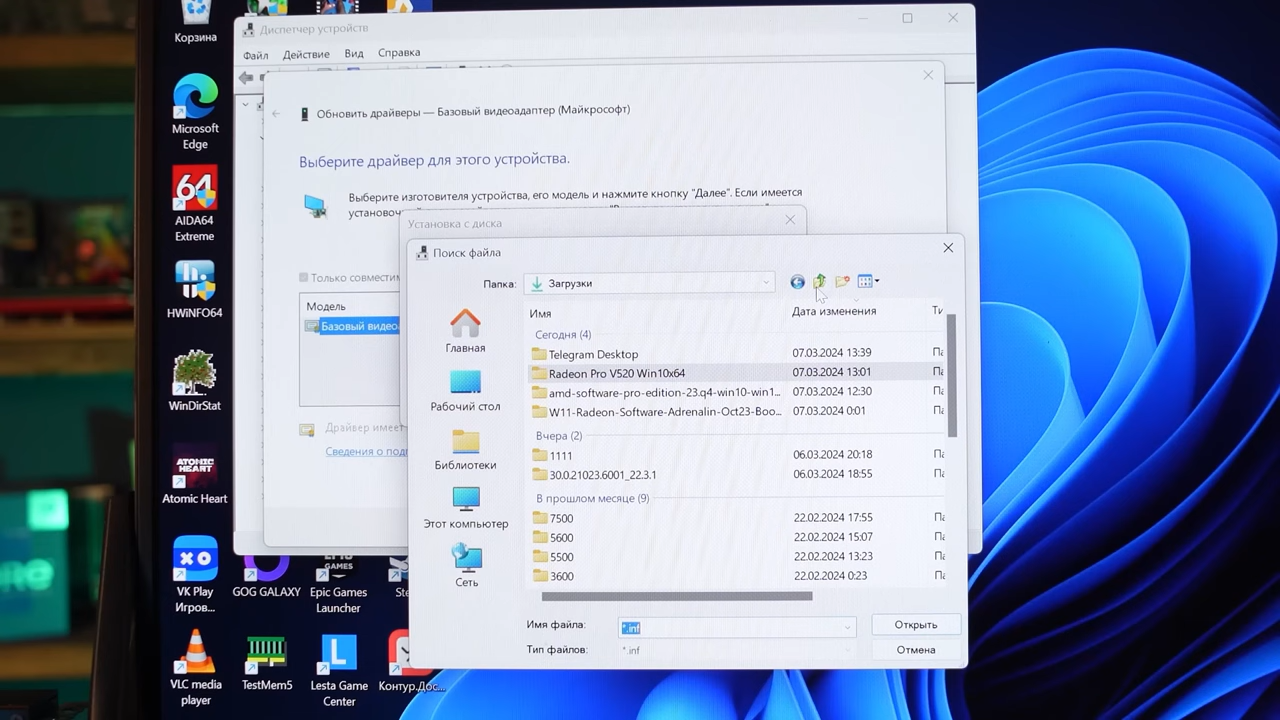 Корзина
Microsoft
Edge
AIDA64
Extreme
HWiNFO64
WinDirStat
ATOMIC
HEART
Atomic Heart
VK Play
Игров...
GOG GALAXY
Epic Games
Launcher
VLC media
player
TestMem5
Lesta Game
Center
Контур.Дос...
Диспетчер устройств
Файл Действие Вид Справка
Обновить драйверы — Базовый видеоадаптер (Майкрософт)
Выберите драйвер для этого устройства.
Выберите изготовителя устройства, его модель и нажмите кнопку "Далее". Если имеется
Только совмести
Модель
Базовый видео
Драйвер имеет
Сведения о под
Установка с диска
Поиск файла
Папка: Загрузки
Главная
Рабочий стол
Библиотеки
Этот компьютер
Сеть
Имя Дата изменения Ти
Сегодня (4)
Telegram Desktop 07.03.2024 13:39 Па
Radeon Pro V520 Win10x64 07.03.2024 13:01 Па
amd-software-pro-edition-23.q4-win10-win1... 07.03.2024 12:30 Па
W11-Radeon-Software-Adrenalin-Oct23-Boo... 07.03.2024 0:01 Па
Вчера (2)
1111 06.03.2024 20:18 Па
30.0.21023.6001_22.3.1 06.03.2024 18:55 Па
В прошлом месяце (9)
7500 22.02.2024 17:55 Па
5600 22.02.2024 15:07 Па
5500 22.02.2024 13:23 Па
3600 22.02.2024 0:23 Па
Имя файла: *.inf Открыть
Тип файлов: *.inf Отмена